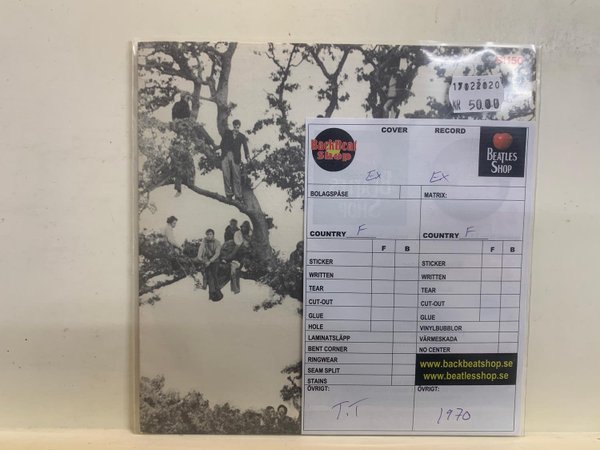 17022020
KR 50.00
COVER RECORD
BackBeat Shop
BEATLES SHOP
EX EX
BOLAGSPÅSE MATRIX:
COUNTRY F COUNTRY F
F B F B
STICKER STICKER
WRITTEN WRITTEN
TEAR TEAR
CUT-OUT CUT-OUT
GLUE GLUE
HOLE VINYLBUBBLOR
LAMINATSLÄPP VÄRMESKADA
BENT CORNER NO CENTER
RINGWEAR
SEAM SPLIT
STAINS
www.backbeatshop.se
www.beatlesshop.se
ÖVRIGT: ÖVRIGT:
T.T 1970